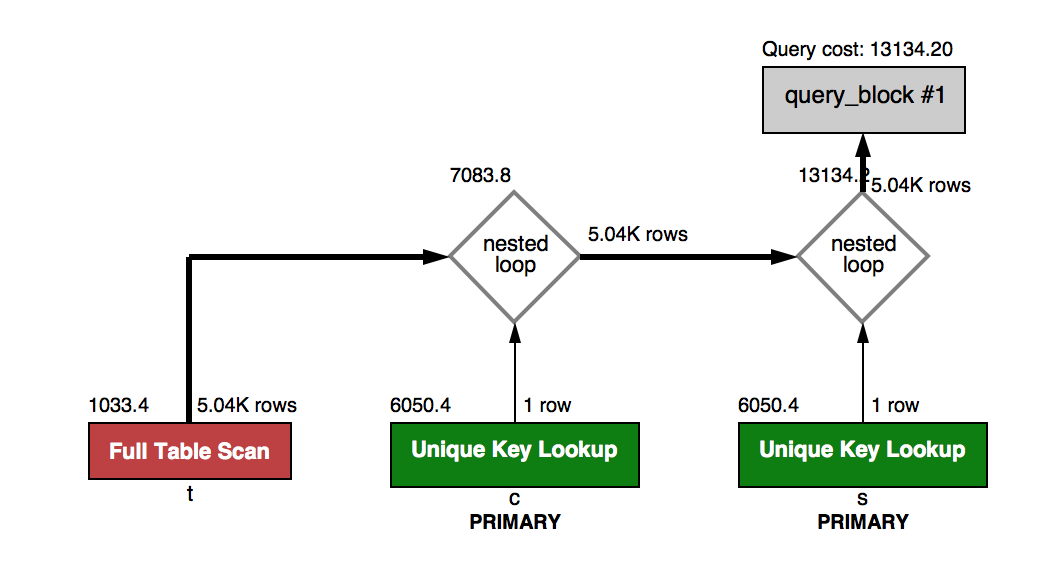 Query cost: 13134.20
query_block #1
7083.8
13134.2
5.04K rows
nested
loop
5.04K rows
nested
loop
1033.4
5.04K rows
6050.4
1 row
6050.4
1 row
Full Table Scan
Unique Key Lookup
Unique Key Lookup
t
c
s
PRIMARY
PRIMARY